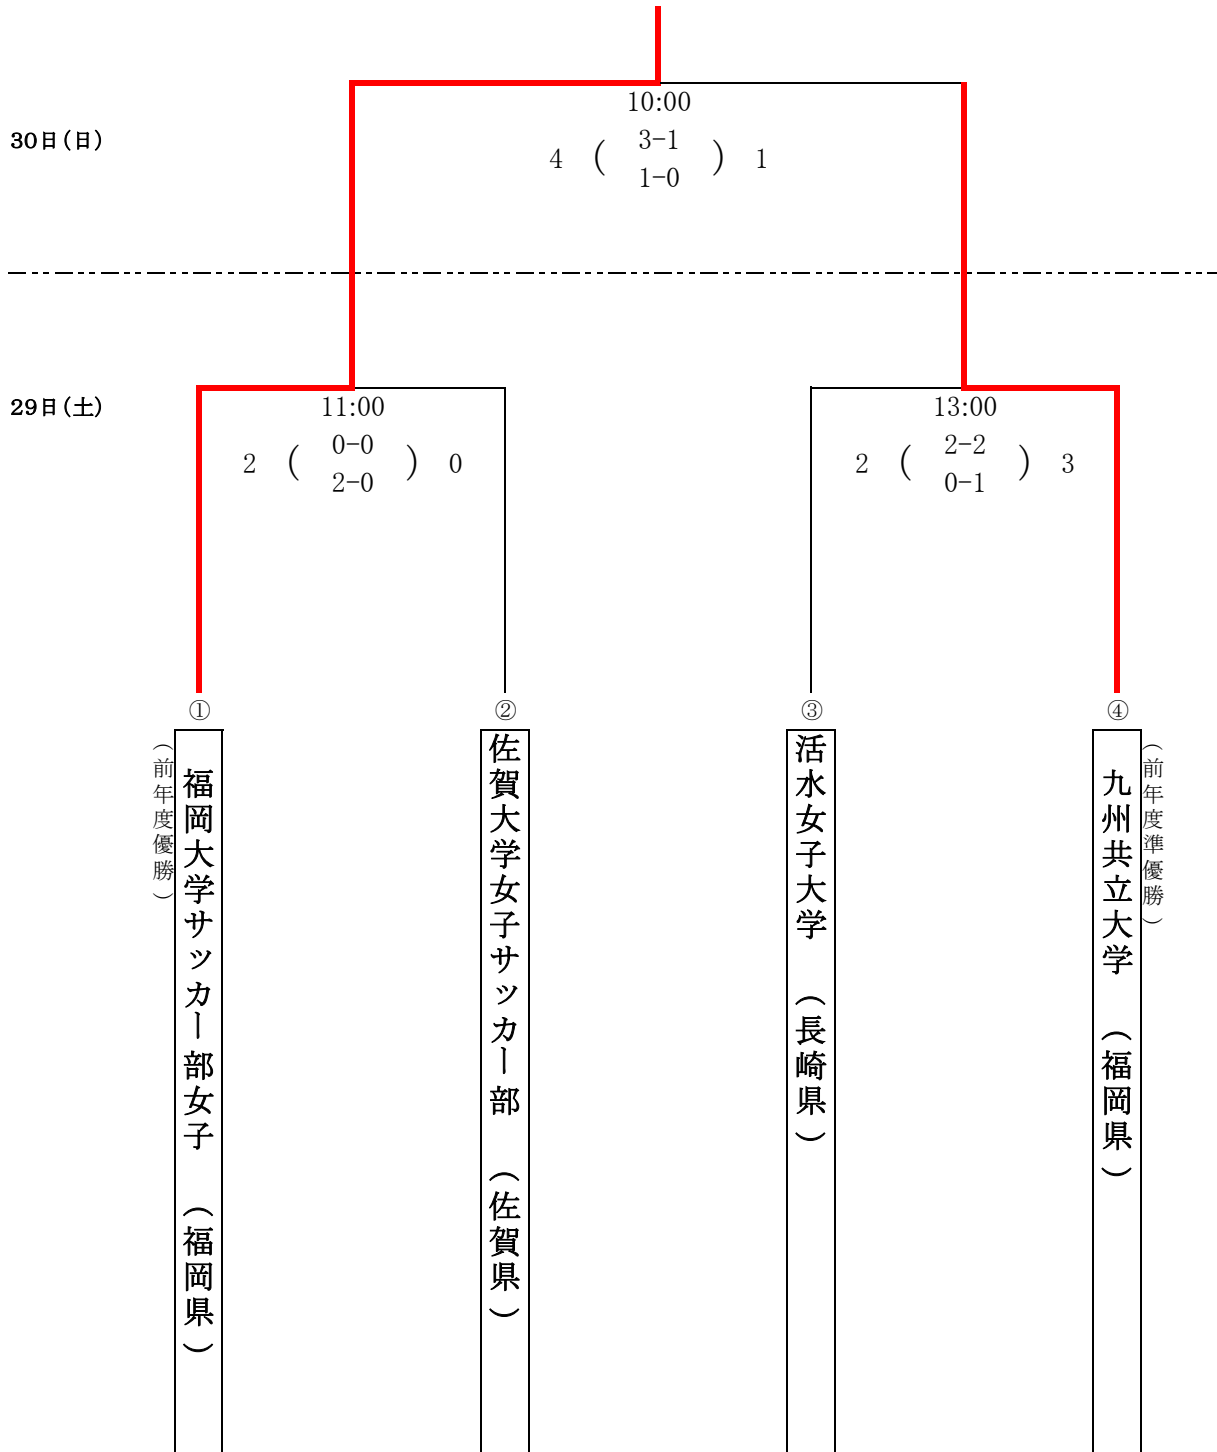 10:00
30日(日)
3-1
4 ( ) 1
1-0
29日(土)
11:00
13:00
0-0
2 ( ) 0
2-0
2-2
2 ( ) 3
0-1
①
②
③
④
(前年度優勝)
福岡大学サッカー部女子 (福岡県)
佐賀大学女子サッカー部 (佐賀県)
活水女子大学 (長崎県)
九州共立大学 (福岡県)
(前年度準優勝)